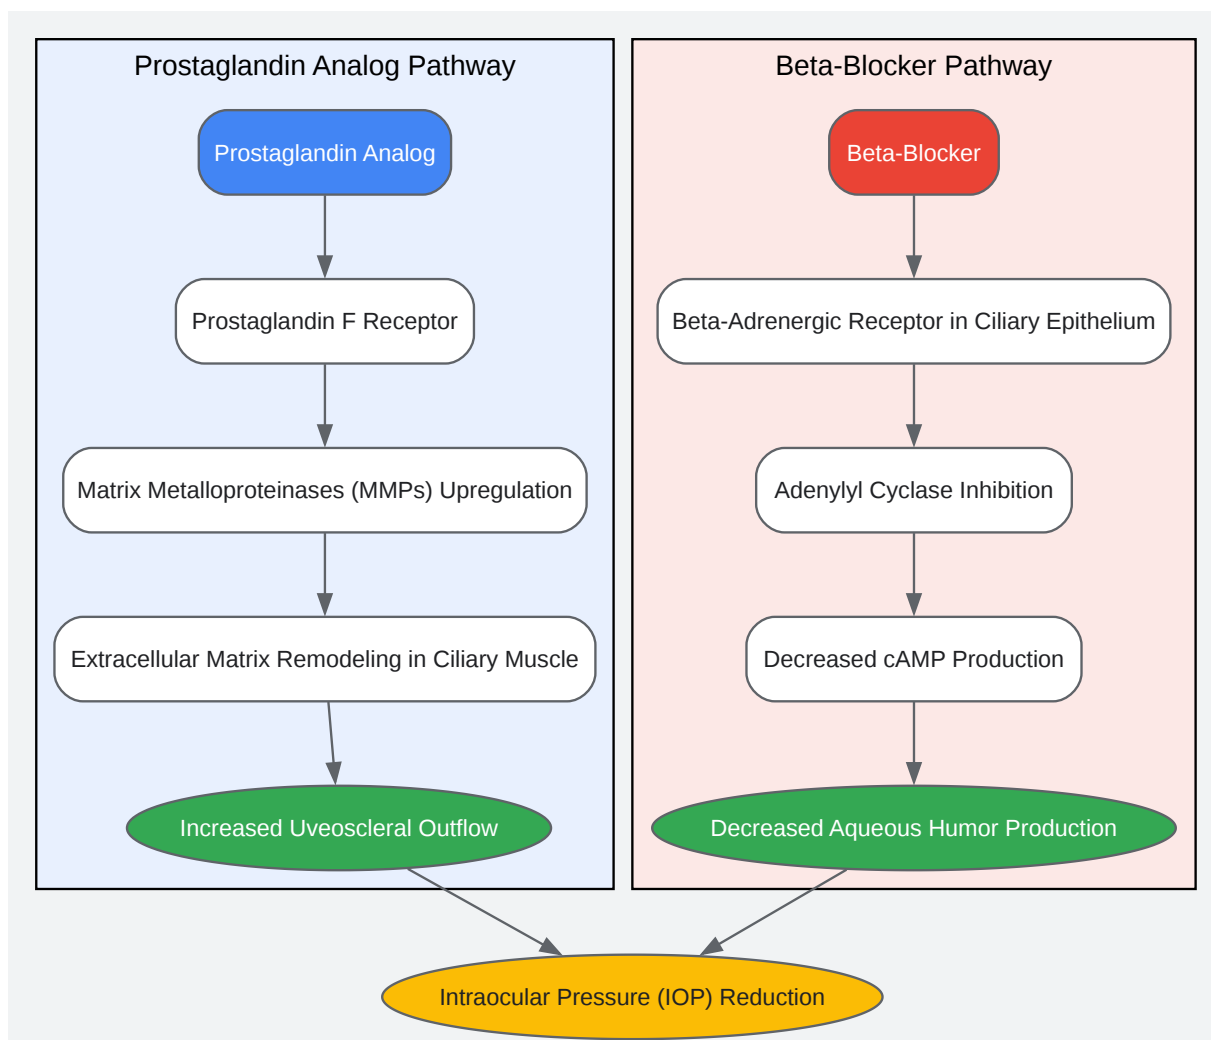 Prostaglandin Analog Pathway
Prostaglandin Analog
Prostaglandin F Receptor
Matrix Metalloproteinases (MMPs) Upregulation
Extracellular Matrix Remodeling in Ciliary Muscle
Increased Uveoscleral Outflow
Beta-Blocker Pathway
Beta-Blocker
Beta-Adrenergic Receptor in Ciliary Epithelium
Adenylyl Cyclase Inhibition
Decreased cAMP Production
Decreased Aqueous Humor Production
Intraocular Pressure (IOP) Reduction